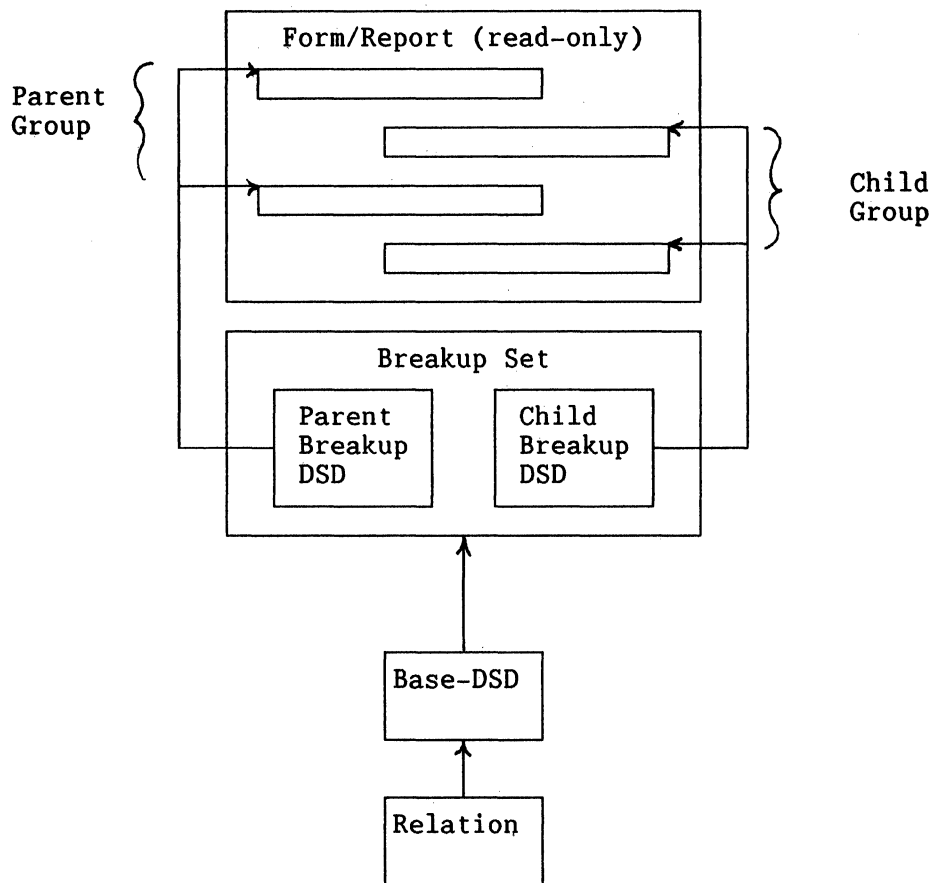 Form/Report (read-only)
Parent
Group
Child
Group
Breakup Set
Parent
Breakup
DSD
Child
Breakup
DSD
Base-DSD
Relation